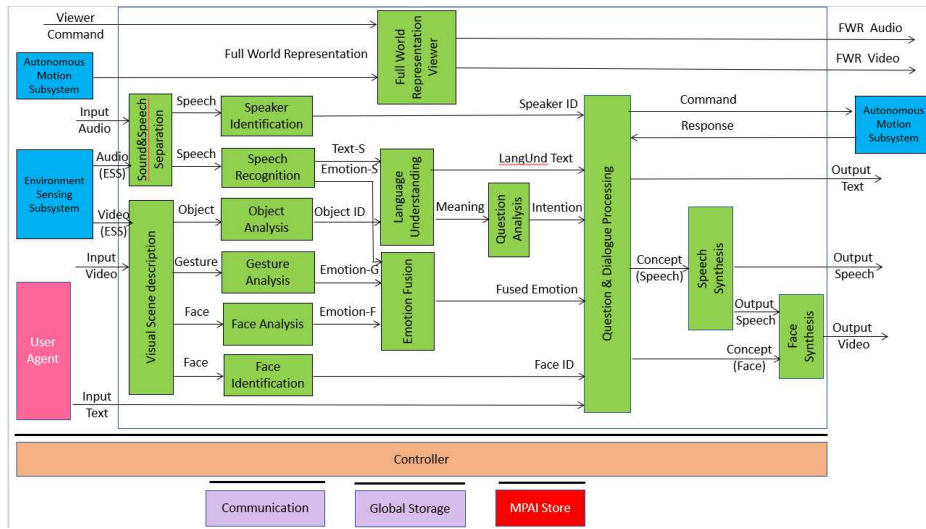 Viewer
Command
Full World Representation
Autonomous
Motion
Subsystem
Full World
Representation
Viewer
FWR Audio
FWR Video
Input
Audio
Sound&Speech
Separation
Speech
Speaker
Identification
Speaker ID
Command
Response
Autonomous
Motion
Subsystem
Audio
(ESS)
Speech
Speech
Recognition
Text-S
Emotion-S
Language
Understanding
LangUnd Text
Output
Text
Environment
Sensing
Subsystem
Video
(ESS)
Object
Object
Analysis
Object ID
Meaning
Question
Analysis
Intention
Question & Dialogue Processing
Input
Video
Visual Scene description
Gesture
Gesture
Analysis
Emotion-G
Emotion Fusion
Fused Emotion
Concept
(Speech)
Speech
Synthesis
Output
Speech
User
Agent
Face
Face Analysis
Emotion-F
Output
Speech
Face
Synthesis
Output
Video
Face
Face
Identification
Face ID
Concept
(Face)
Input
Text
Controller
Communication
Global Storage
MPAI Store